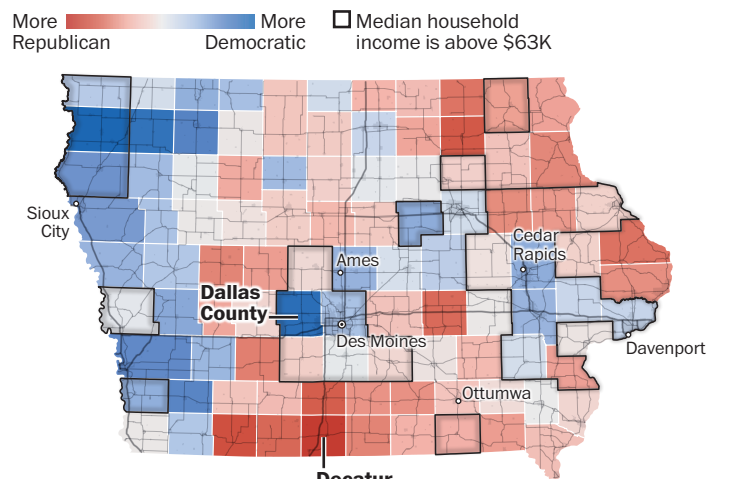 More
Republican
More
Democratic
Median household
income is above $63K
Sioux
City
Ames
Cedar
Rapids
Dallas
County
Des Moines
Davenport
Ottumwa
Decatur